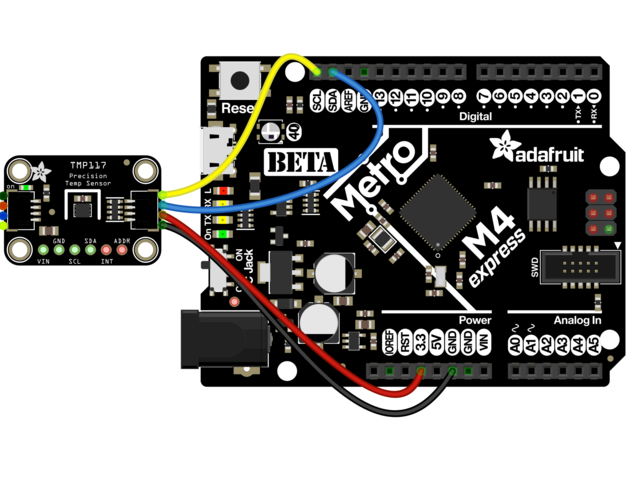 TMP117
Precision
Temp Sensor
on
GND
SDA
ADDR
VIN
SCL
INT
Reset
SCL
SDA
AREF
GND
13
12
11
10
9
8
7
6
5
4
3
2
TX▸1
RX◂0
Digital
BETA
Metro
M4
express
adafruit
L
RX
TX
On
ON
Jack
SWD
Power
Analog In
IOREF
RST
3.3
5V
GND
GND
VIN
A0
A1
A2
A3
A4
A5